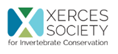 XERCES
SOCIETY
for Invertebrate Conservation